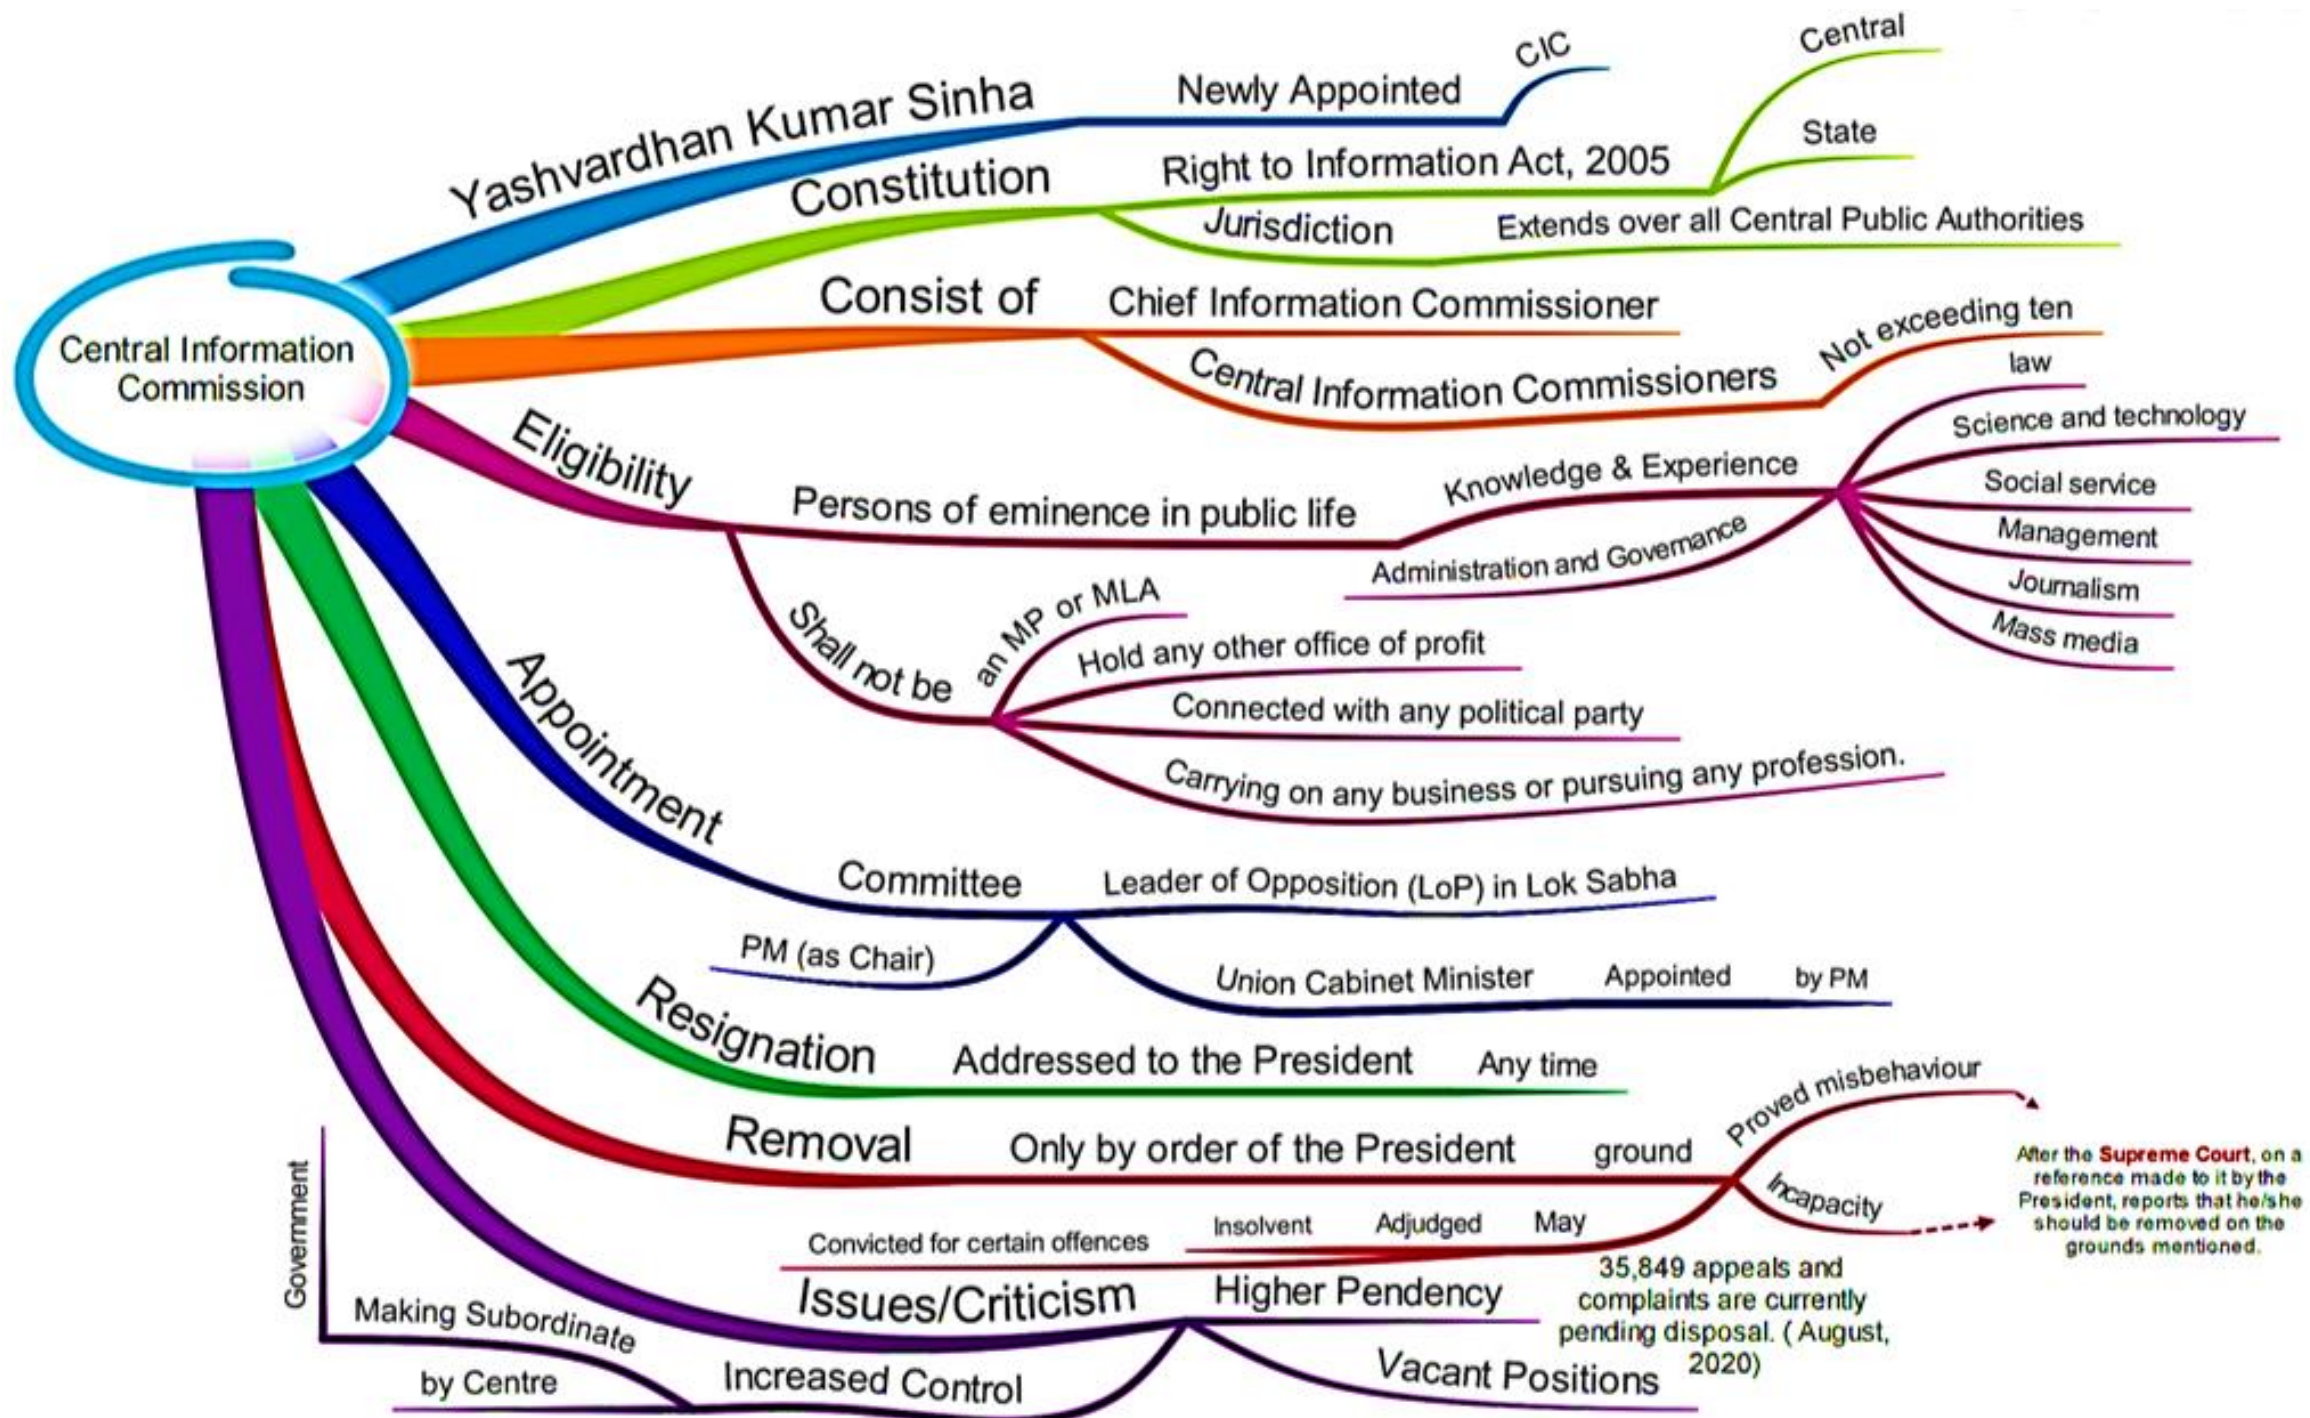 Central Information
Commission
Yashvardhan Kumar Sinha
Newly Appointed
CIC
Constitution
Right to Information Act, 2005
Central
State
Jurisdiction
Extends over all Central Public Authorities
Consist of
Chief Information Commissioner
Central Information Commissioners
Not exceeding ten
Eligibility
Persons of eminence in public life
Knowledge & Experience
law
Science and technology
Social service
Management
Journalism
Mass media
Administration and Governance
Shall not be
an MP or MLA
Hold any other office of profit
Connected with any political party
Carrying on any business or pursuing any profession.
Appointment
Committee
Leader of Opposition (LoP) in Lok Sabha
PM (as Chair)
Union Cabinet Minister
Appointed
by PM
Resignation
Addressed to the President
Any time
Removal
Only by order of the President
ground
Proved misbehaviour
Incapacity
After the Supreme Court, on a
reference made to it by the
President, reports that he/she
should be removed on the
grounds mentioned.
May
Adjudged
Insolvent
Convicted for certain offences
Issues/Criticism
Higher Pendency
35,849 appeals and
complaints are currently
pending disposal. ( August,
2020)
Vacant Positions
Increased Control
by Centre
Making Subordinate
Government